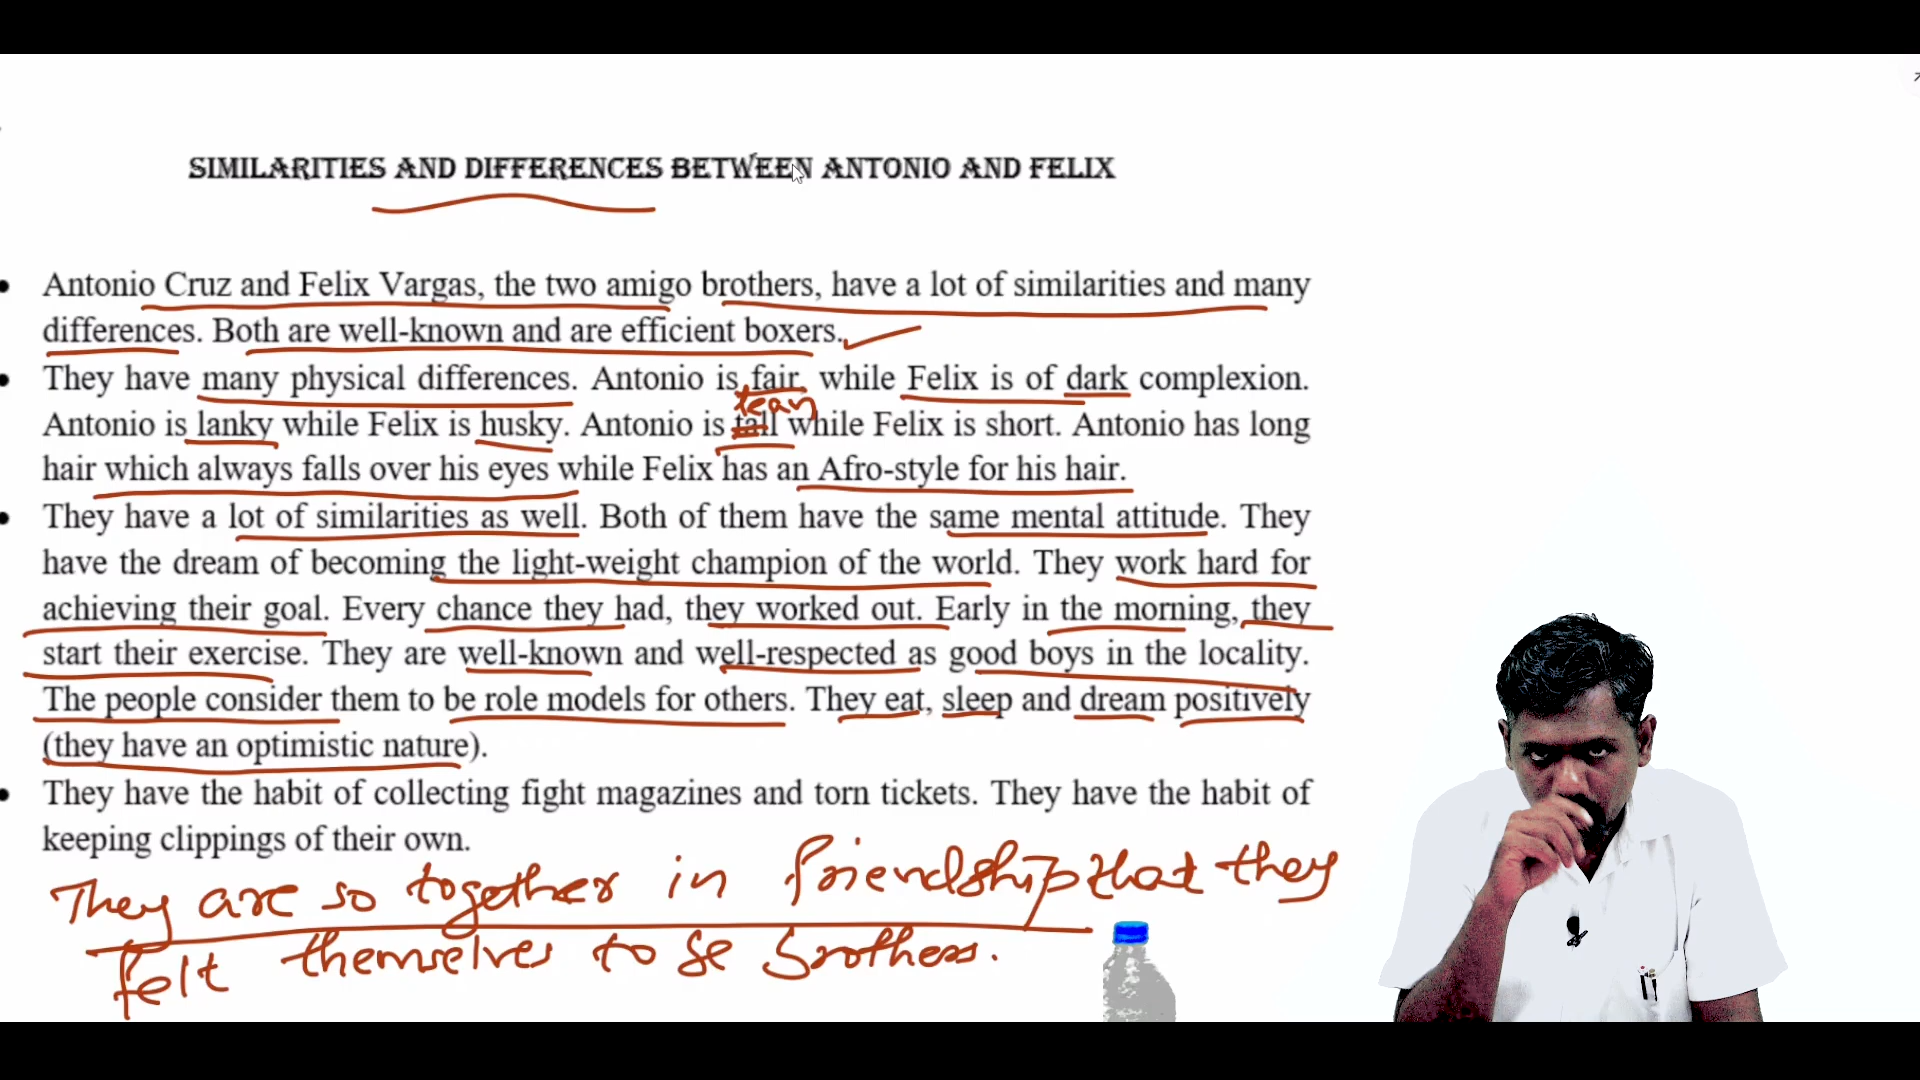 SIMILARITIES AND DIFFERENCES BETWEEN ANTONIO AND FELIX
• Antonio Cruz and Felix Vargas, the two amigo brothers, have a lot of similarities and many
differences. Both are well-known and are efficient boxers.
• They have many physical differences. Antonio is fair while Felix is of dark complexion.
tean
Antonio is lanky while Felix is husky. Antonio is tall while Felix is short. Antonio has long
hair which always falls over his eyes while Felix has an Afro-style for his hair.
• They have a lot of similarities as well. Both of them have the same mental attitude. They
have the dream of becoming the light-weight champion of the world. They work hard for
achieving their goal. Every chance they had, they worked out. Early in the morning, they
start their exercise. They are well-known and well-respected as good boys in the locality.
The people consider them to be role models for others. They eat, sleep and dream positively
(they have an optimistic nature).
• They have the habit of collecting fight magazines and torn tickets. They have the habit of
keeping clippings of their own.
They are so together in friendship that they
felt themselves to be brothers.